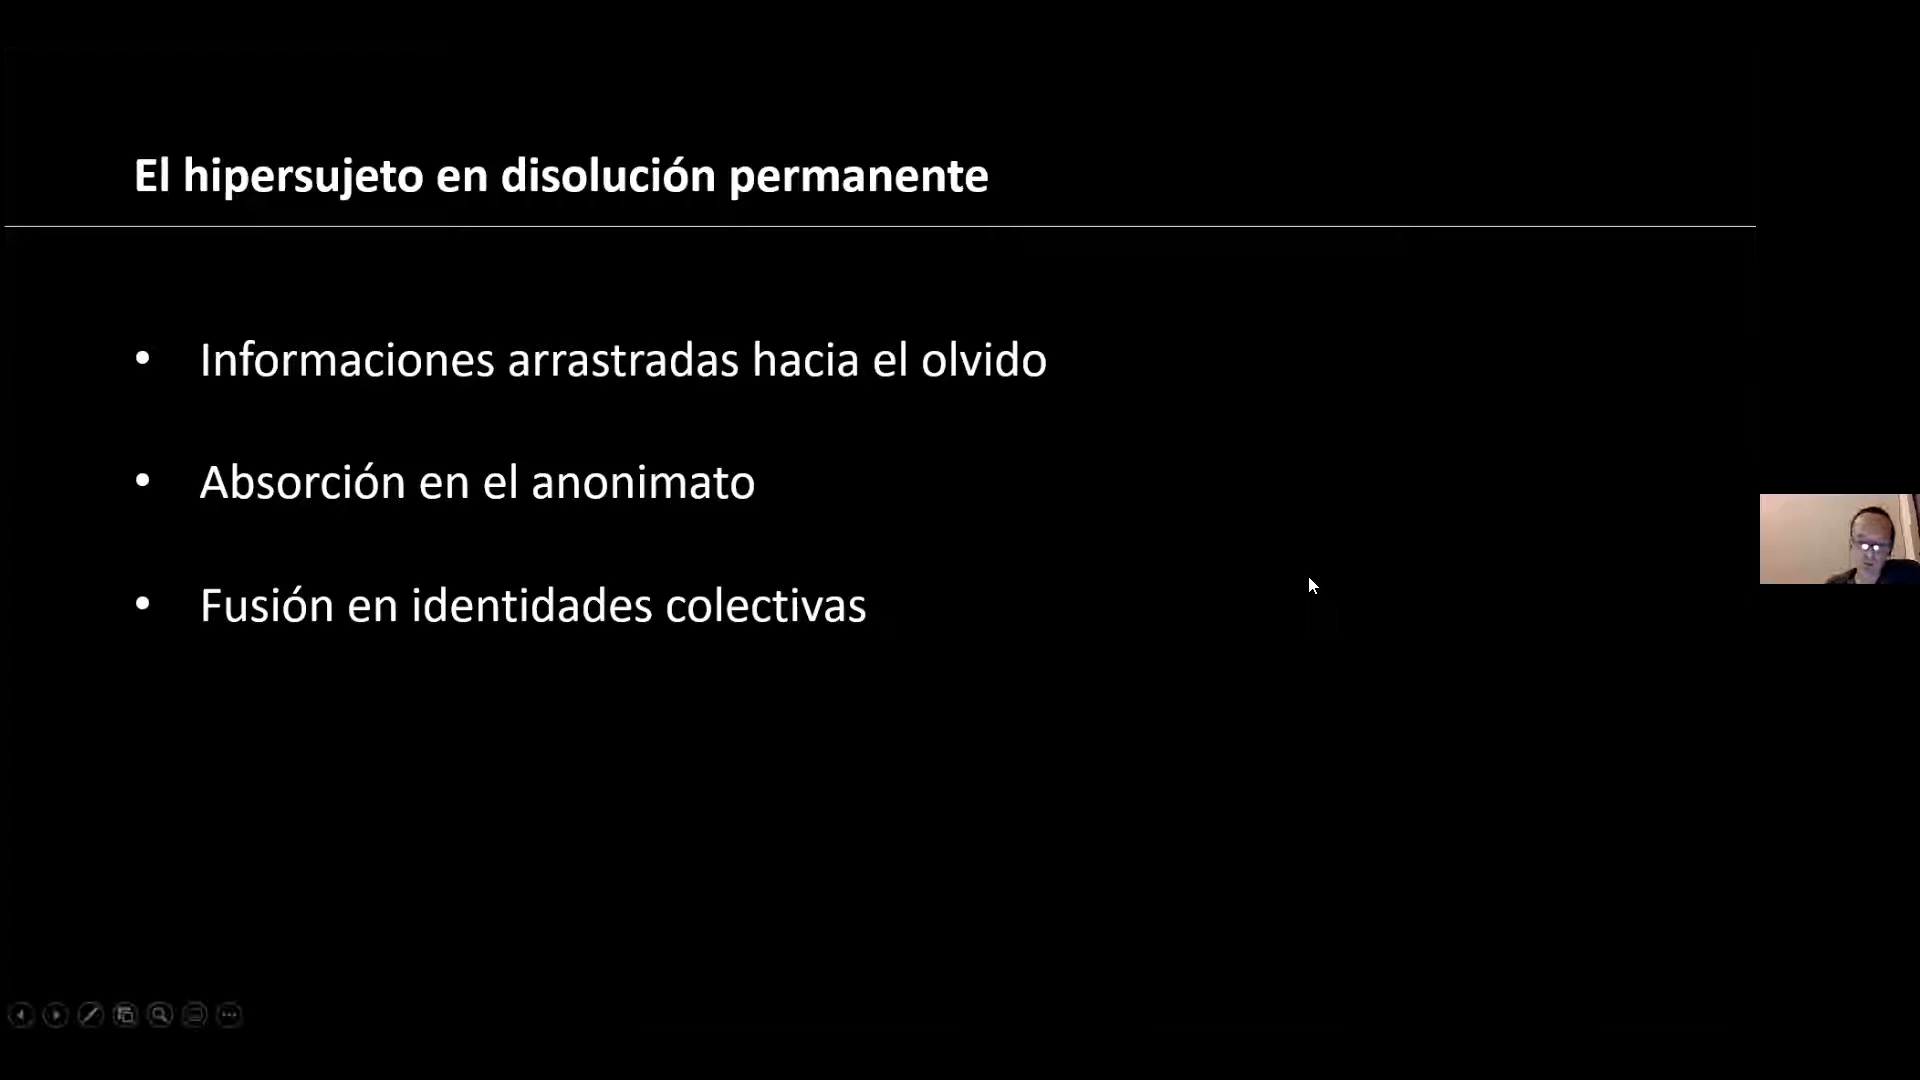 El hipersujeto en disolución permanente
• Informaciones arrastradas hacia el olvido
• Absorción en el anonimato
• Fusión en identidades colectivas